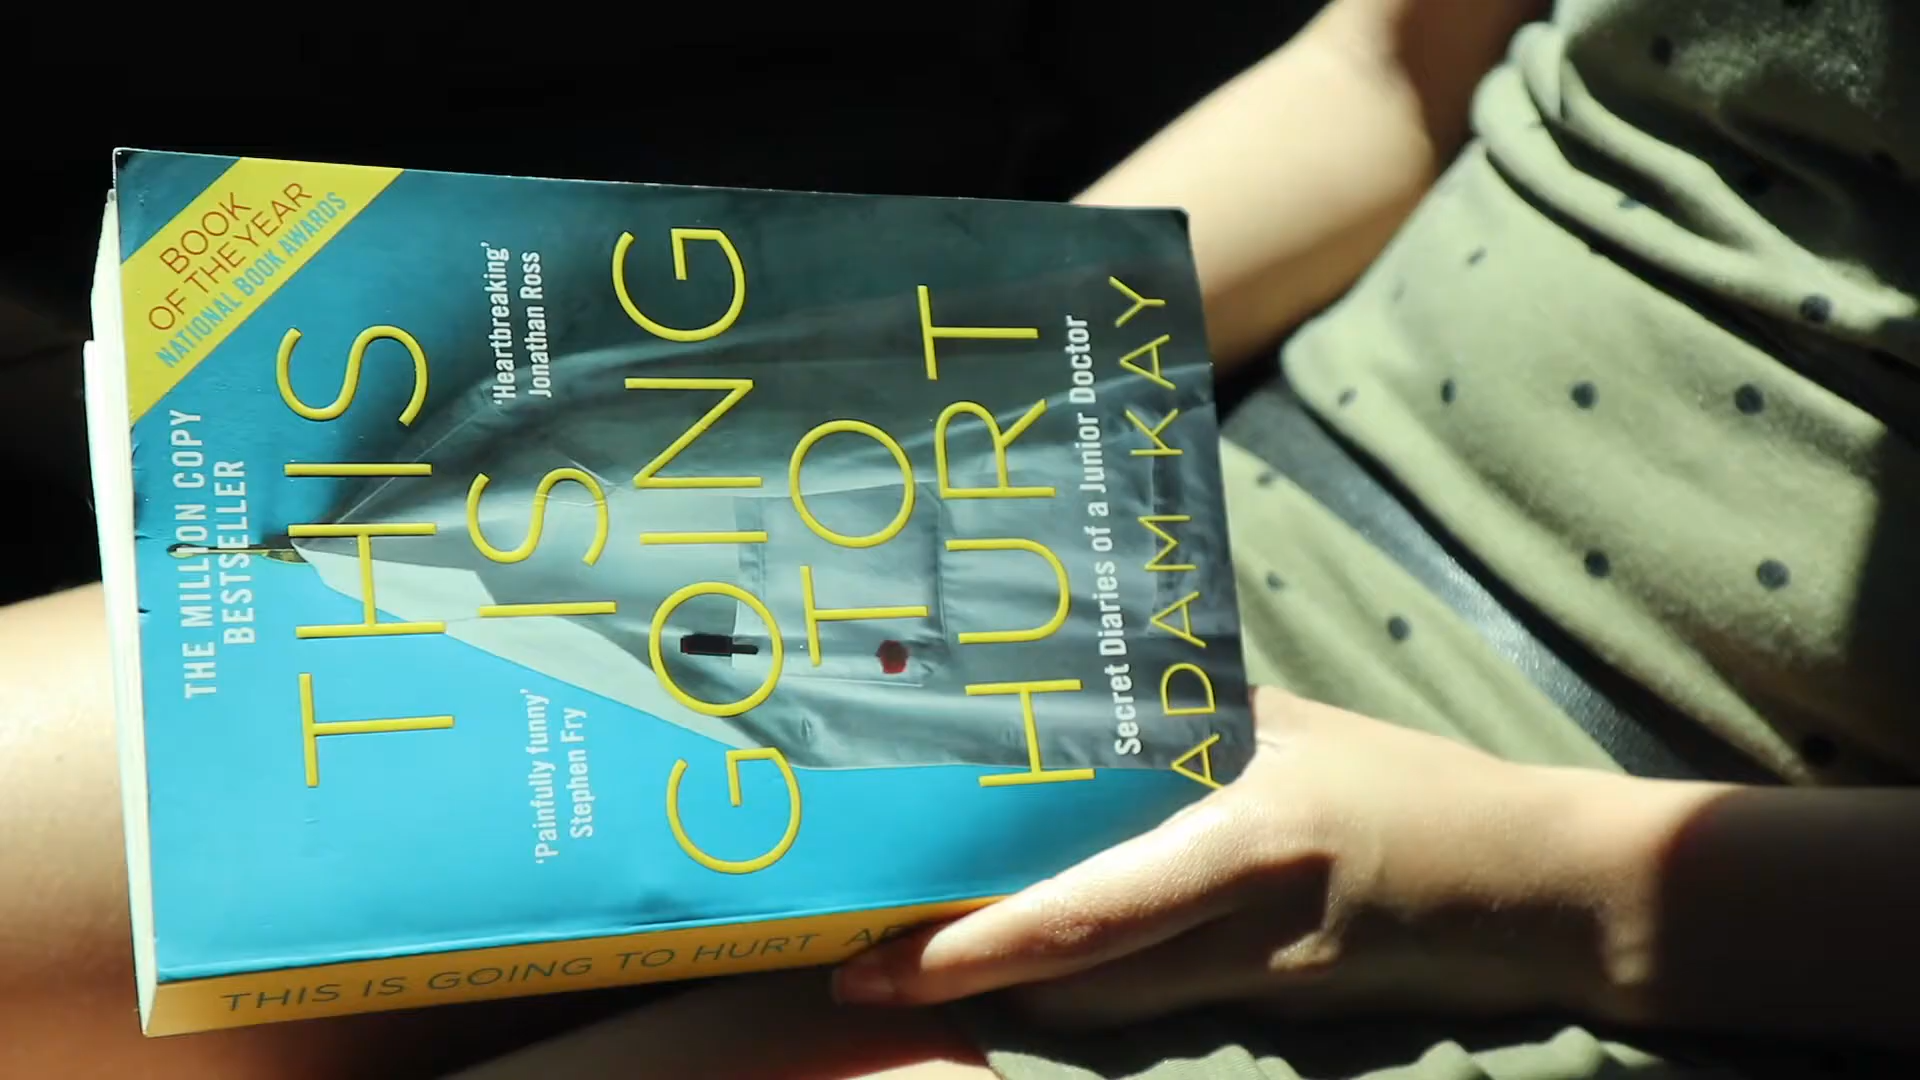 BOOK
OF THE YEAR
NATIONAL BOOK AWARDS
THE MILLION COPY
BESTSELLER
THIS
'Heartbreaking'
Jonathan Ross
IS
'Painfully funny'
Stephen Fry
GOING
TO
HURT
Secret Diaries of a Junior Doctor
ADAM KAY
THIS IS GOING TO HURT